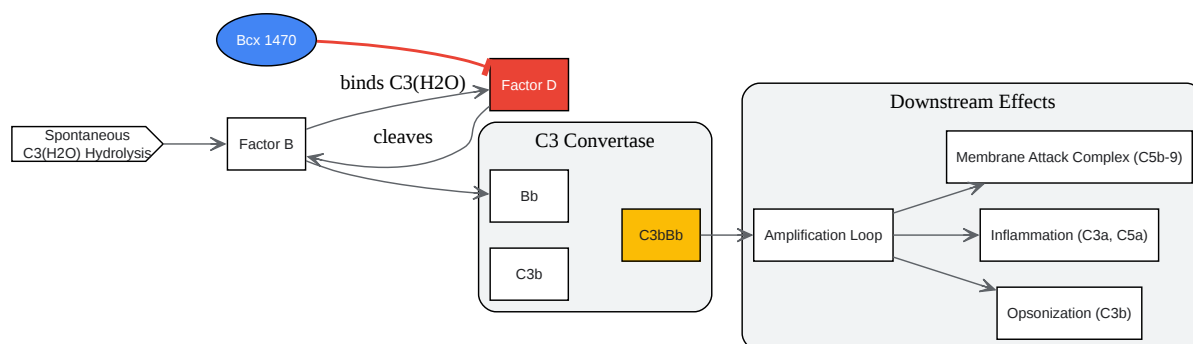 Bcx 1470
binds C3(H2O)
Factor D
Downstream Effects
Spontaneous
C3(H2O) Hydrolysis
Factor B
cleaves
C3 Convertase
Membrane Attack Complex (C5b-9)
Bb
C3bBb
Amplification Loop
Inflammation (C3a, C5a)
C3b
Opsonization (C3b)